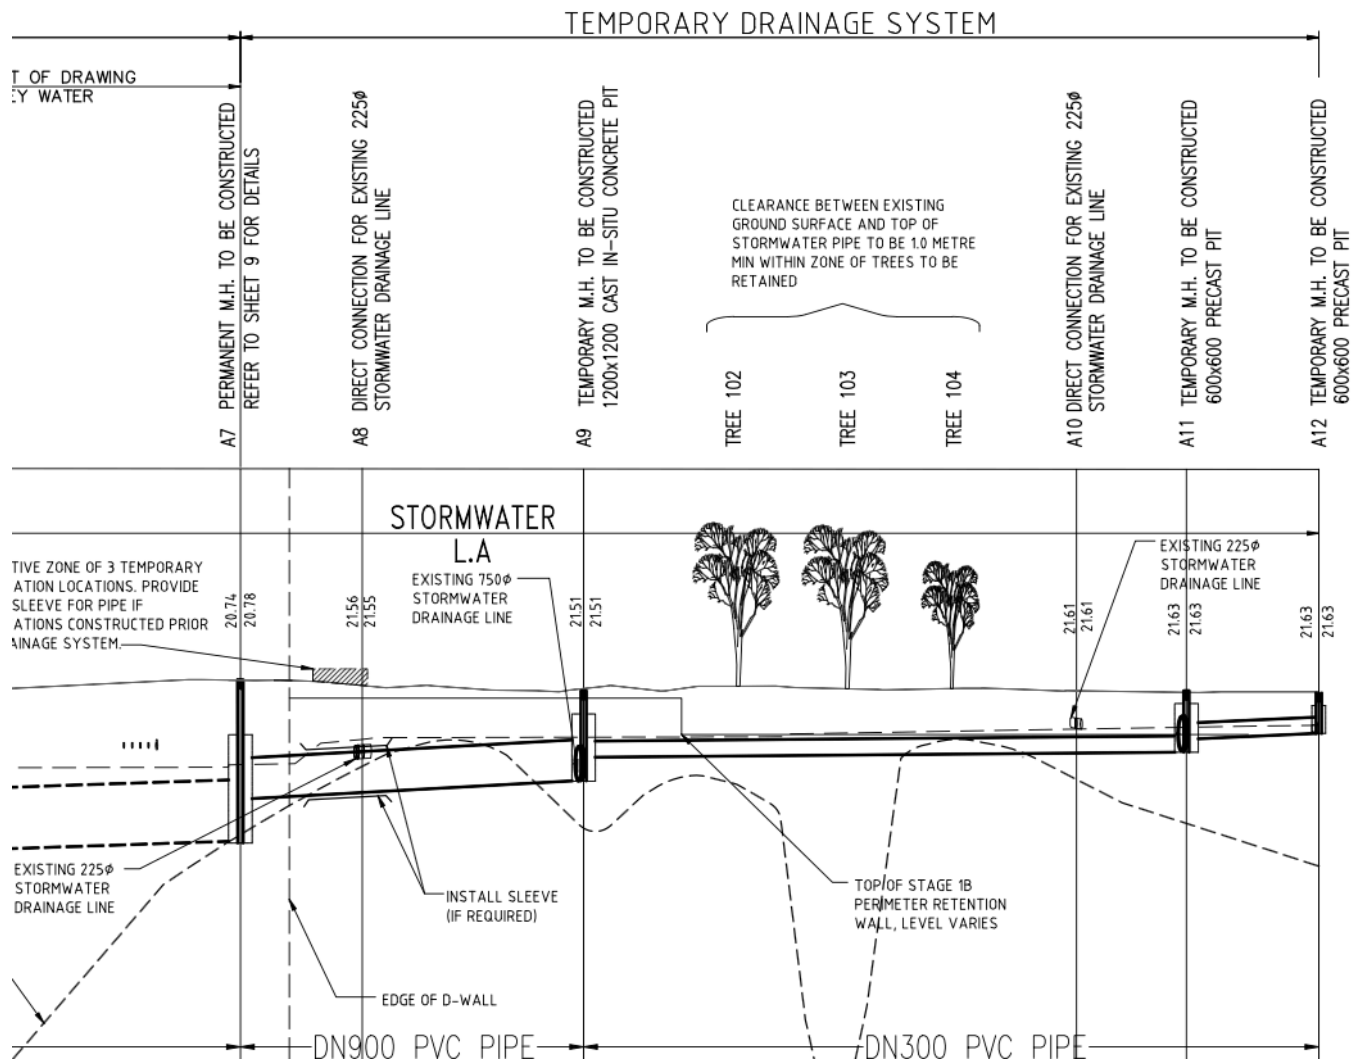 TEMPORARY DRAINAGE SYSTEM
T OF DRAWING
EY WATER
A7 PERMANENT M.H. TO BE CONSTRUCTED
REFER TO SHEET 9 FOR DETAILS
A8 DIRECT CONNECTION FOR EXISTING 225ø
STORMWATER DRAINAGE LINE
A9 TEMPORARY M.H. TO BE CONSTRUCTED
1200x1200 CAST IN-SITU CONCRETE PIT
CLEARANCE BETWEEN EXISTING
GROUND SURFACE AND TOP OF
STORMWATER PIPE TO BE 1.0 METRE
MIN WITHIN ZONE OF TREES TO BE
RETAINED
TREE 102
TREE 103
TREE 104
A10 DIRECT CONNECTION FOR EXISTING 225ø
STORMWATER DRAINAGE LINE
A11 TEMPORARY M.H. TO BE CONSTRUCTED
600x600 PRECAST PIT
A12 TEMPORARY M.H. TO BE CONSTRUCTED
600x600 PRECAST PIT
STORMWATER
L.A
TIVE ZONE OF 3 TEMPORARY
ATION LOCATIONS. PROVIDE
SLEEVE FOR PIPE IF
ATIONS CONSTRUCTED PRIOR
AINAGE SYSTEM.
20.74
20.78
21.56
21.55
EXISTING 750ø
STORMWATER
DRAINAGE LINE
21.51
21.51
21.61
21.61
EXISTING 225ø
STORMWATER
DRAINAGE LINE
21.63
21.63
21.63
21.63
EXISTING 225ø
STORMWATER
DRAINAGE LINE
INSTALL SLEEVE
(IF REQUIRED)
TOP OF STAGE 1B
PERIMETER RETENTION
WALL, LEVEL VARIES
EDGE OF D-WALL
DN900 PVC PIPE
DN300 PVC PIPE